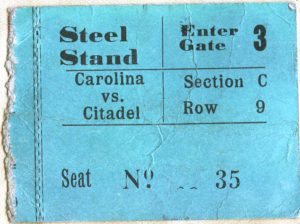 Steel Stand
Enter Gate 3
Carolina vs. Citadel
Section C
Row 9
Seat Nº 35